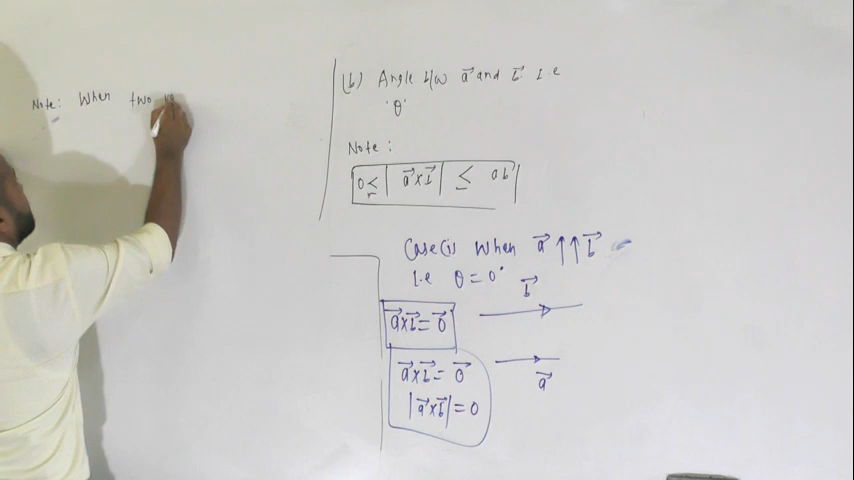 Note: When two
(b) Angle b/w a⃗ and b⃗ I.e
'θ'
Note:
0 ≤ | a⃗×b⃗ | ≤ ab
Case(i) When a⃗ ↑↑ b⃗
I.e θ=0°
b⃗
a⃗×b⃗=0⃗
a⃗×b⃗=0⃗
a⃗
|a⃗×b⃗|=0